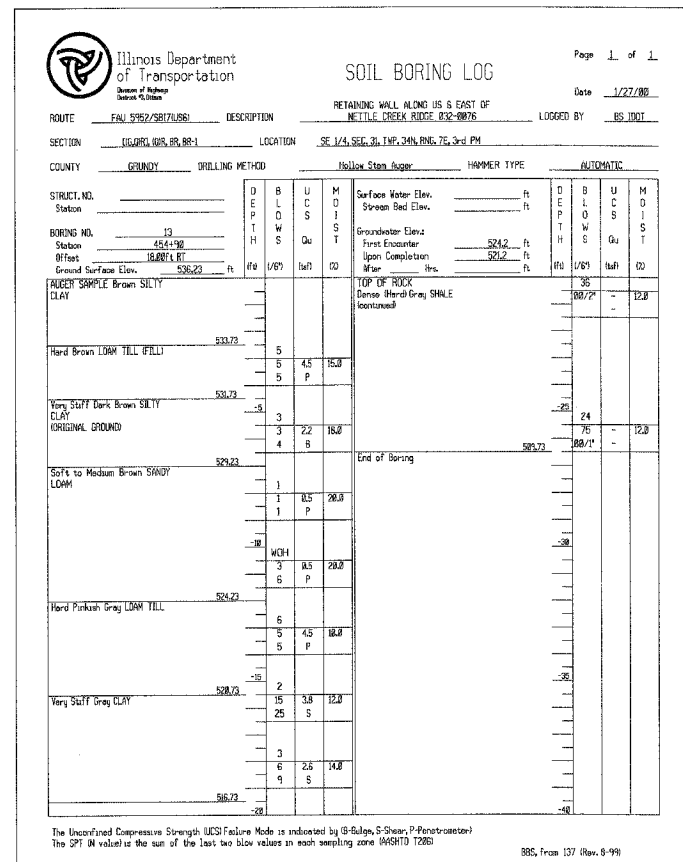 Illinois Department
of Transportation
Division of Highways
SOIL BORING LOG
Page 1 of 1
Date 1/27/00
ROUTE FAU 5952/SBI7(US6) DESCRIPTION
RETAINING WALL ALONG US 6 EAST OF
NETTLE CREEK RIDGE, 032-0076
LOGGED BY BS IDOT
SECTION LOCATION SE 1/4, SEC. 31, TWP. 34N, RNG. 7E, 3rd PM
COUNTY GRUNDY DRILLING METHOD Hollow Stem Auger HAMMER TYPE AUTOMATIC
STRUCT. NO.
Station
BORING NO. 13
Station 454+90
Offset 18.00ft RT
Ground Surface Elev. 536.23 ft
DEPTH (ft)
BLOWS (/6")
UCS Qu (tsf)
MOIST (%)
AUGER SAMPLE Brown SILTY
CLAY
533.73
Hard Brown LOAM TILL (FILL)
5
5 4.5 15.0
5 P
531.73
-5
Very Stiff Dark Brown SILTY
CLAY
(ORIGINAL GROUND)
3
3 2.2 18.0
4 B
529.23
Soft to Medium Brown SANDY
LOAM
1
1 0.5 20.0
1 P
-10
WOH
3 0.5 20.0
6 P
524.23
Hard Pinkish Gray LOAM TILL
6
5 4.5 10.0
5 P
-15
2
520.73
Very Stiff Gray CLAY
15 3.8 12.0
25 S
3
6 2.6 14.0
9 S
516.73
-20
Surface Water Elev. ft
Stream Bed Elev. ft
Groundwater Elev.:
First Encounter 524.2 ft
Upon Completion 521.2 ft
After Hrs. ft
DEPTH (ft)
BLOWS (/6")
UCS Qu (tsf)
MOIST (%)
TOP OF ROCK
Dense (Hard) Gray SHALE
(continued)
36
00/2" - 12.0
-
-25
24
75 - 12.0
509.73 00/1" -
End of Boring
-30
-35
-40
The Unconfined Compressive Strength (UCS) Failure Mode is indicated by (B-Bulge, S-Shear, P-Penetrometer)
The SPT (N value) is the sum of the last two blow values in each sampling zone (AASHTO T206)
BBS, from 137 (Rev. 8-99)